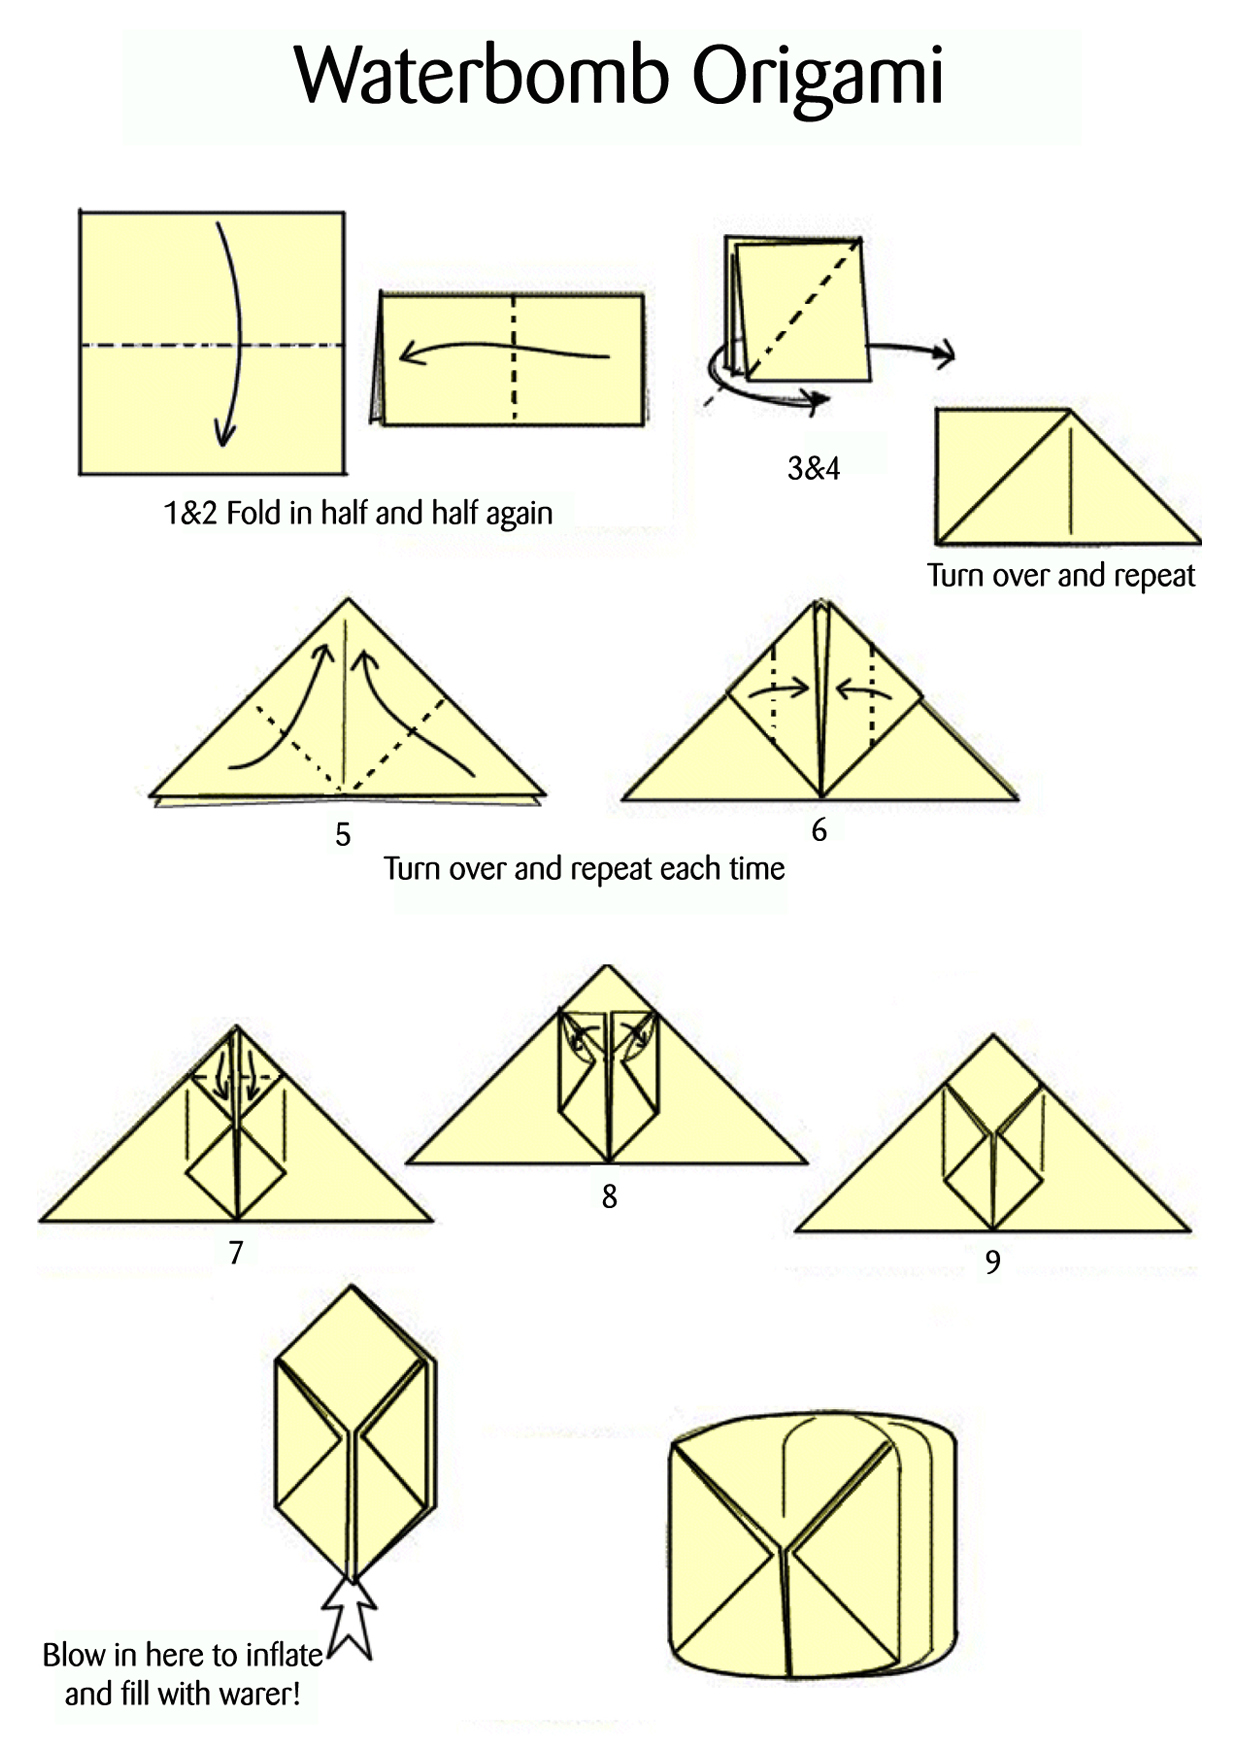 Waterbomb Origami
1&2 Fold in half and half again
3&4
Turn over and repeat
5
6
Turn over and repeat each time
7
8
9
Blow in here to inflate
and fill with warer!